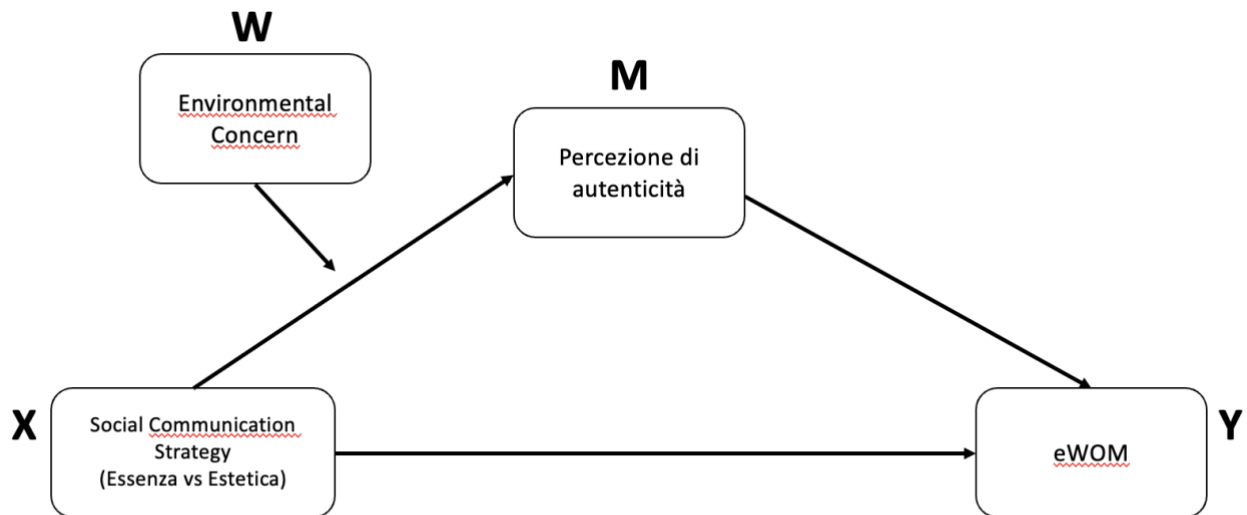 W
Environmental
Concern
M
Percezione di
autenticità
X
Social Communication
Strategy
(Essenza vs Estetica)
eWOM
Y